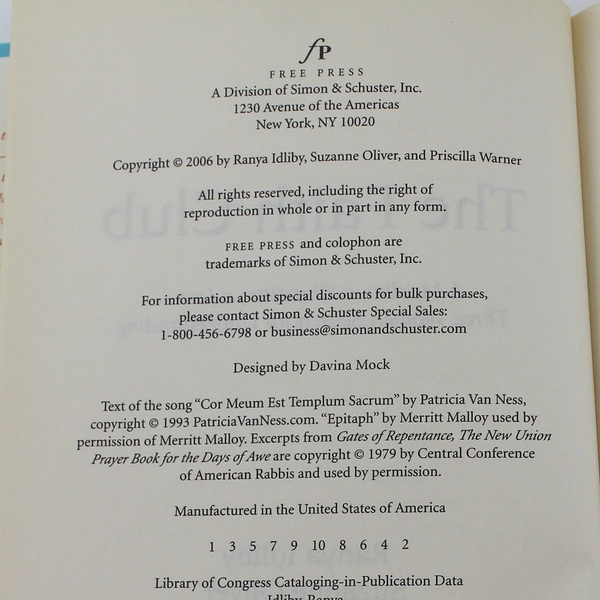 fP
FREE PRESS
A Division of Simon & Schuster, Inc.
1230 Avenue of the Americas
New York, NY 10020
Copyright © 2006 by Ranya Idliby, Suzanne Oliver, and Priscilla Warner
All rights reserved, including the right of
reproduction in whole or in part in any form.
FREE PRESS and colophon are
trademarks of Simon & Schuster, Inc.
For information about special discounts for bulk purchases,
please contact Simon & Schuster Special Sales:
1-800-456-6798 or business@simonandschuster.com
Designed by Davina Mock
Text of the song “Cor Meum Est Templum Sacrum” by Patricia Van Ness,
copyright © 1993 PatriciaVanNess.com. “Epitaph” by Merritt Malloy used by
permission of Merritt Malloy. Excerpts from Gates of Repentance, The New Union
Prayer Book for the Days of Awe are copyright © 1979 by Central Conference
of American Rabbis and used by permission.
Manufactured in the United States of America
1 3 5 7 9 10 8 6 4 2
Library of Congress Cataloging-in-Publication Data
Idliby, Ranya